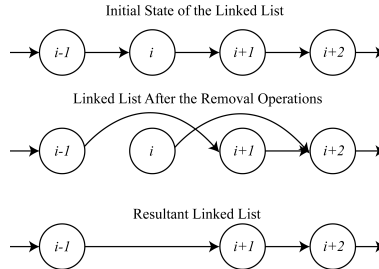 Initial State of the Linked List
i-1 i i+1 i+2
Linked List After the Removal Operations
i-1 i i+1 i+2
Resultant Linked List
i-1 i+1 i+2